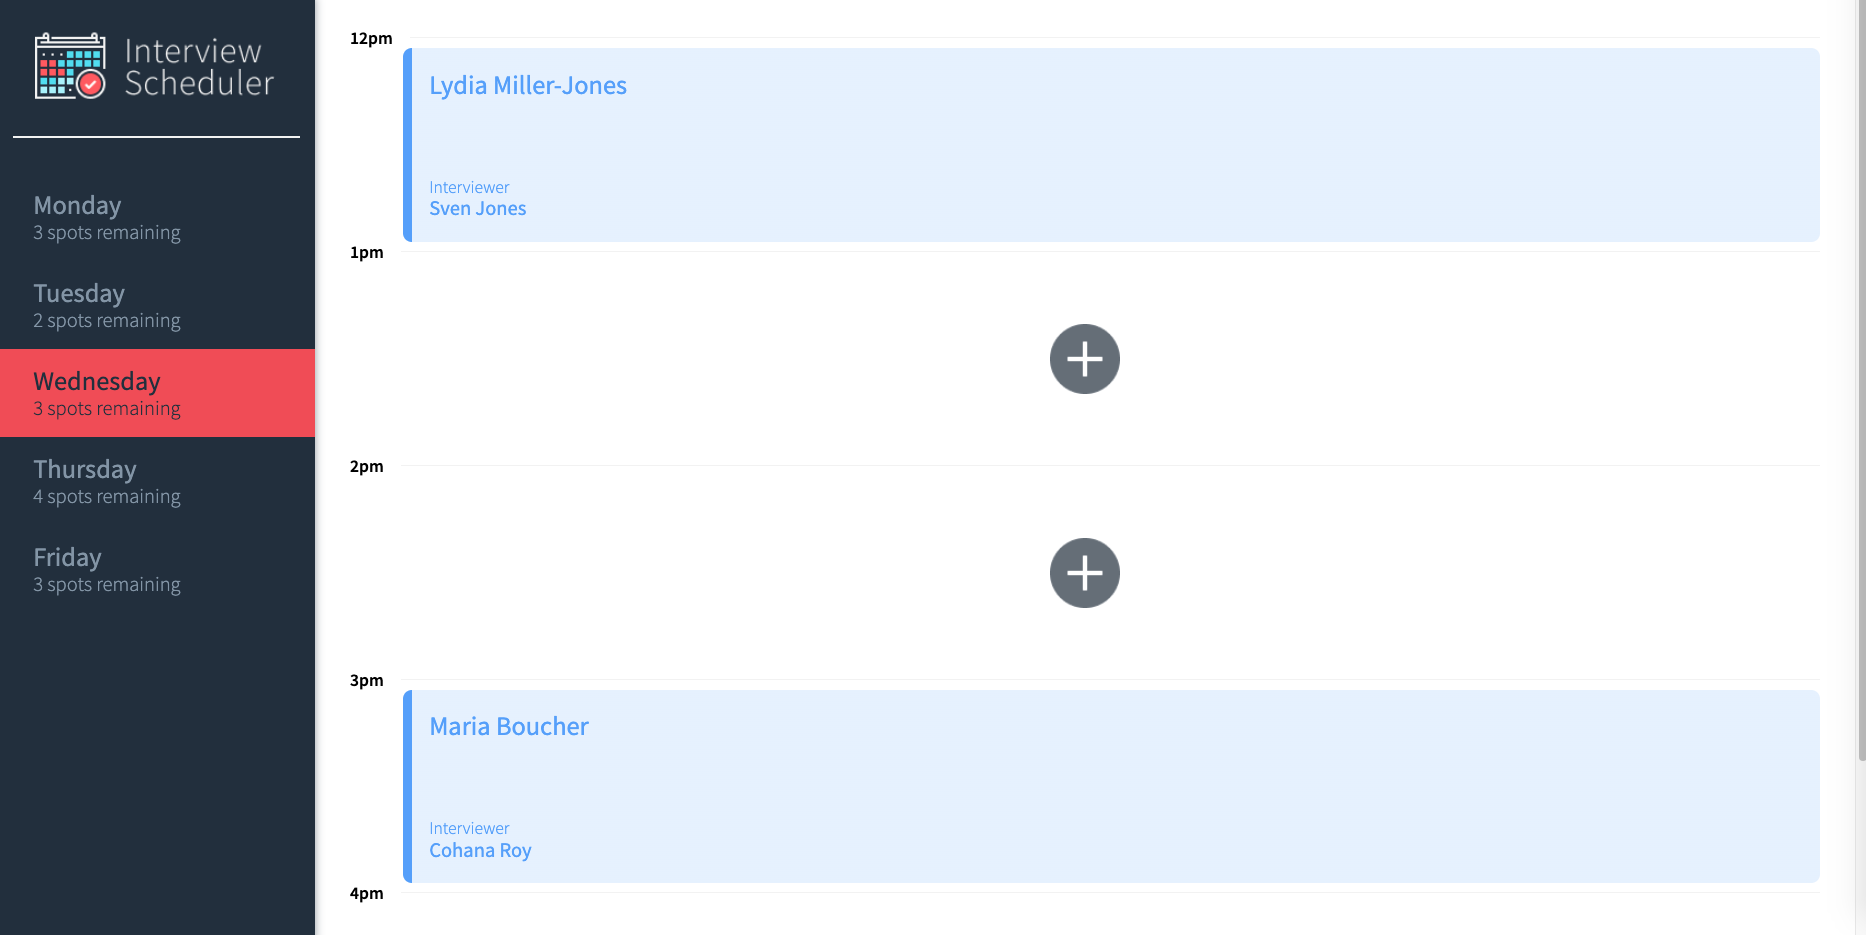 Interview
Scheduler
Monday
3 spots remaining
Tuesday
2 spots remaining
Wednesday
3 spots remaining
Thursday
4 spots remaining
Friday
3 spots remaining
12pm
Lydia Miller-Jones
Interviewer
Sven Jones
1pm
2pm
3pm
Maria Boucher
Interviewer
Cohana Roy
4pm